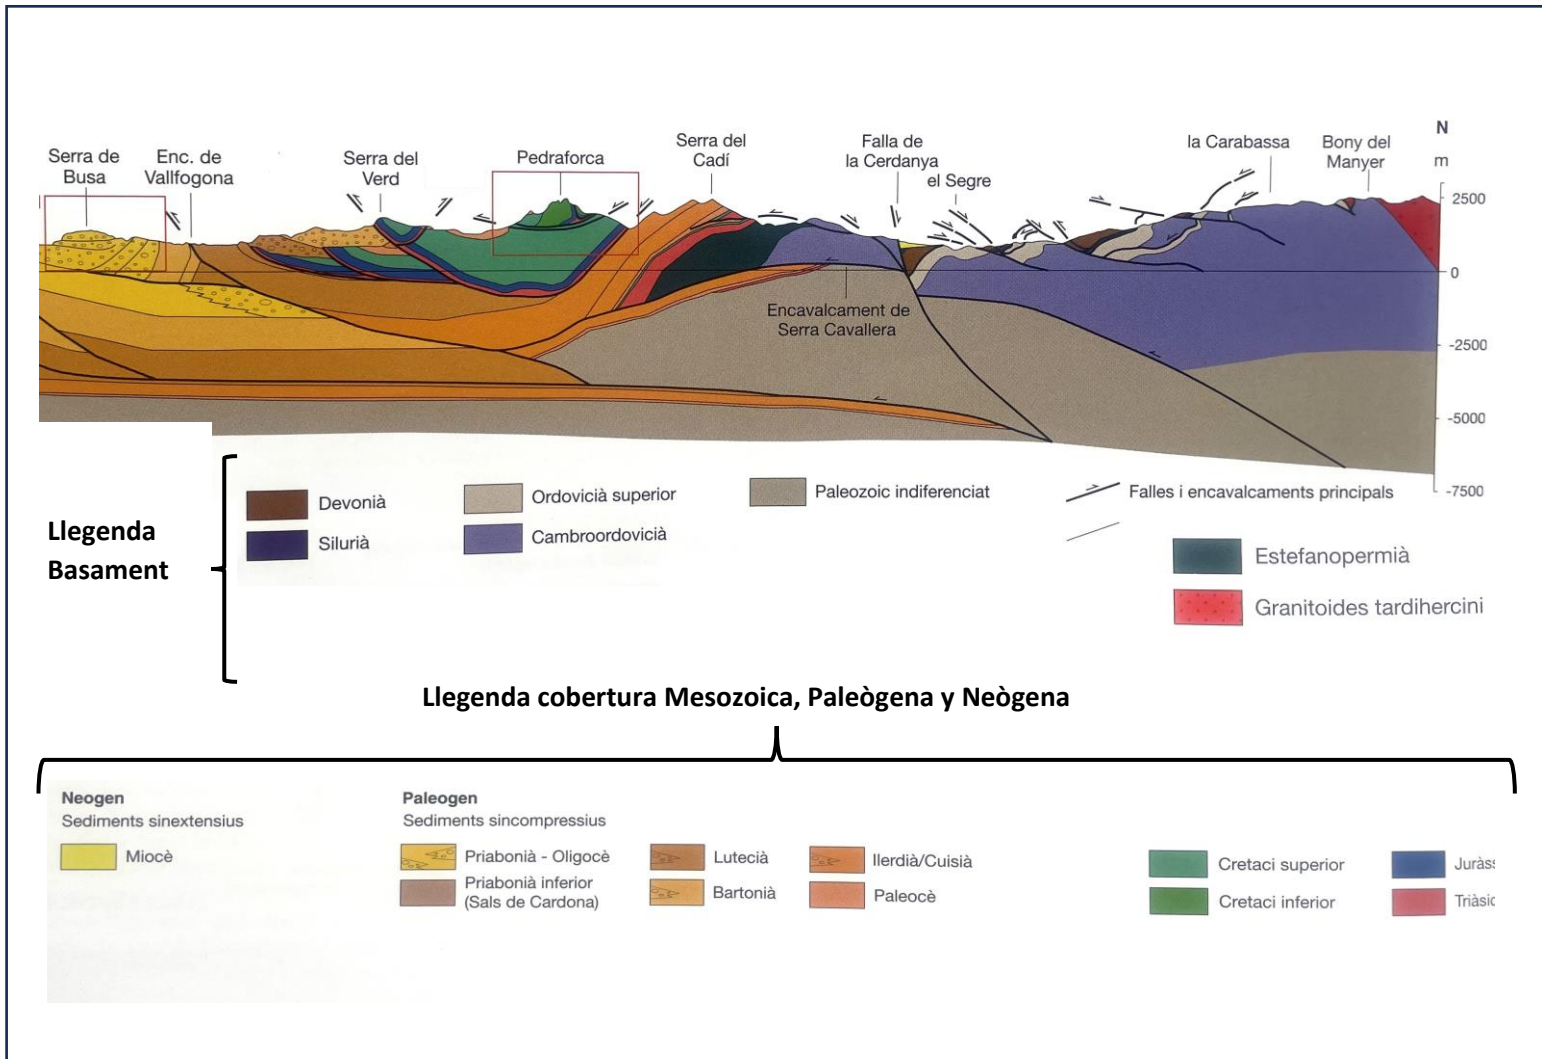 Serra de
Busa
Enc. de
Vallfogona
Serra del
Verd
Pedraforca
Serra del
Cadí
Falla de
la Cerdanya
el Segre
la Carabassa
Bony del
Manyer
N
m
2500
0
-2500
-5000
-7500
Encavalcament de
Serra Cavallera
Llegenda
Basament
Devonià
Silurià
Ordovicià superior
Cambroordovicià
Paleozoic indiferenciat
Falles i encavalcaments principals
Estefanopermià
Granitoides tardihercini
Llegenda cobertura Mesozoica, Paleògena y Neògena
Neogen
Sediments sinextensius
Miocè
Paleogen
Sediments sincompressius
Priabonià - Oligocè
Priabonià inferior
(Sals de Cardona)
Lutecià
Bartonià
Ilerdià/Cuisià
Paleocè
Cretaci superior
Cretaci inferior
Juràs
Triàsic